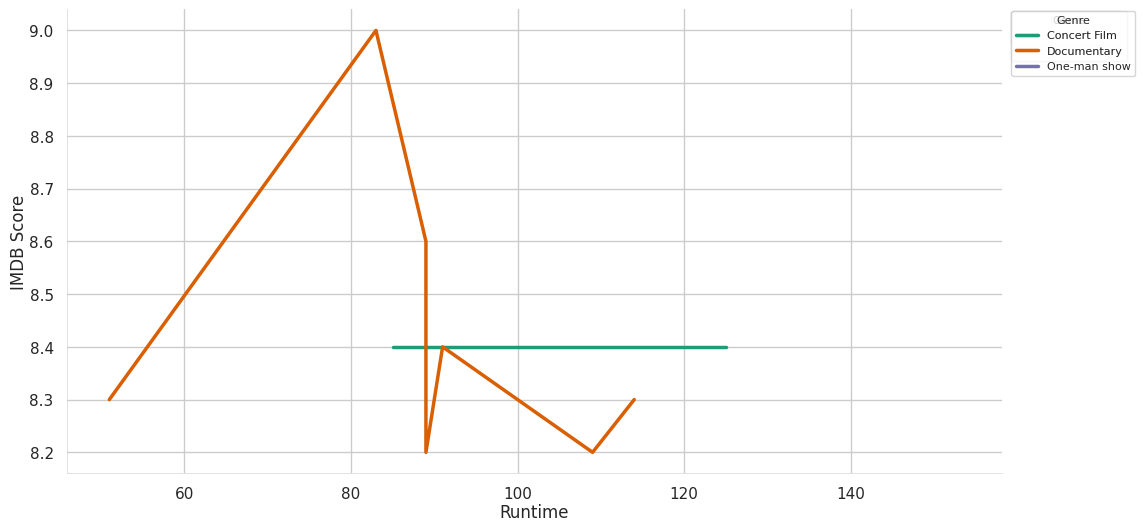 Genre
Concert Film
Documentary
One-man show
9.0
8.9
8.8
8.7
8.6
8.5
8.4
8.3
8.2
IMDB Score
60
80
100
120
140
Runtime